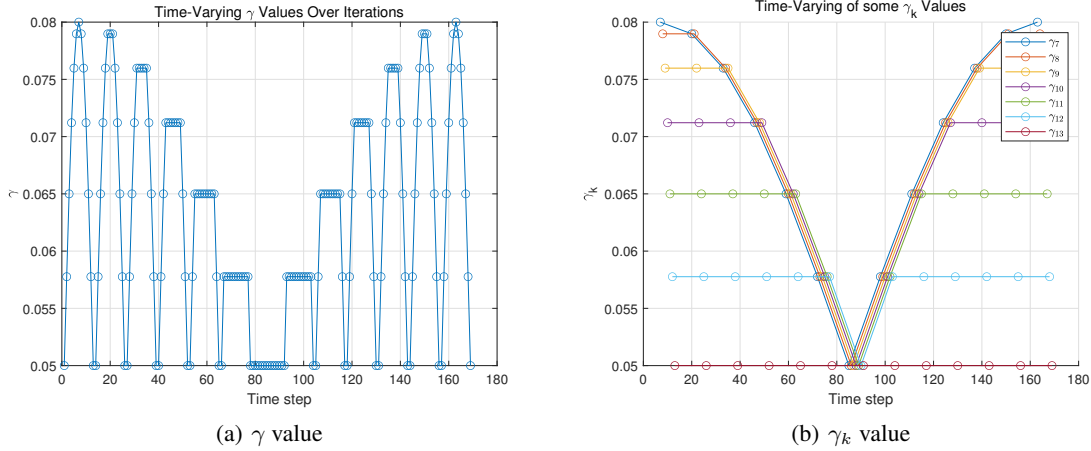 Time-Varying γ Values Over Iterations
0.08
0.075
0.07
0.065
0.06
0.055
0.05
γ
0 20 40 60 80 100 120 140 160 180
Time step
(a) γ value
Time-Varying of some γk Values
0.08
0.075
0.07
0.065
0.06
0.055
0.05
γk
γ7
γ8
γ9
γ10
γ11
γ12
γ13
0 20 40 60 80 100 120 140 160 180
Time step
(b) γk value